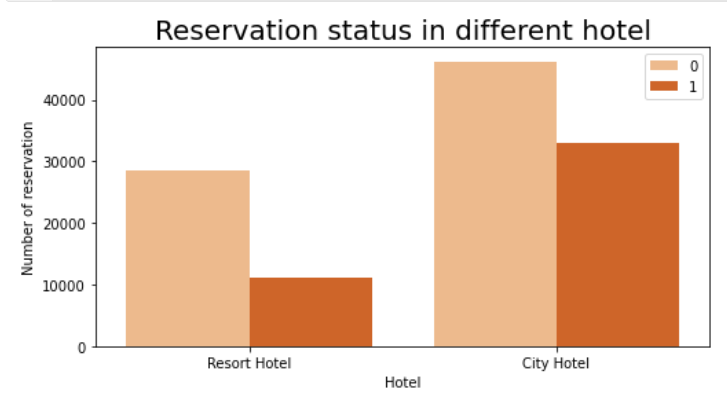 Reservation status in different hotel
0
1
Number of reservation
40000
30000
20000
10000
0
Resort Hotel
City Hotel
Hotel